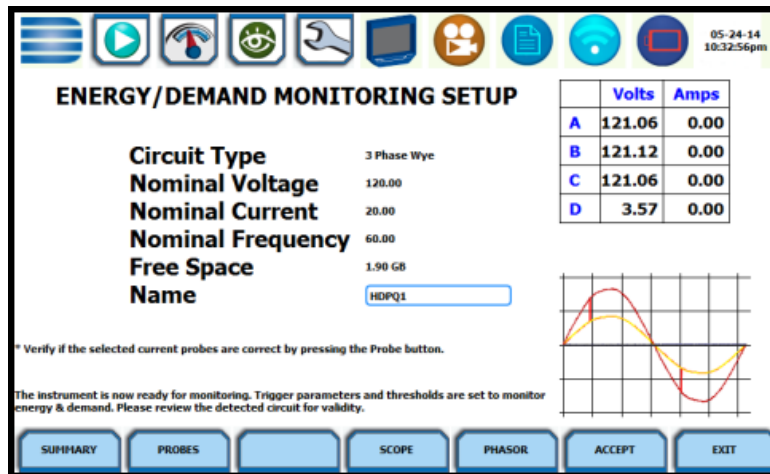 05-24-14
10:32:56pm
ENERGY/DEMAND MONITORING SETUP
Volts Amps
A 121.06 0.00
B 121.12 0.00
C 121.06 0.00
D 3.57 0.00
Circuit Type 3 Phase Wye
Nominal Voltage 120.00
Nominal Current 20.00
Nominal Frequency 60.00
Free Space 1.90 GB
Name HDPQ1
* Verify if the selected current probes are correct by pressing the Probe button.
The instrument is now ready for monitoring. Trigger parameters and thresholds are set to monitor
energy & demand. Please review the detected circuit for validity.
SUMMARY PROBES SCOPE PHASOR ACCEPT EXIT